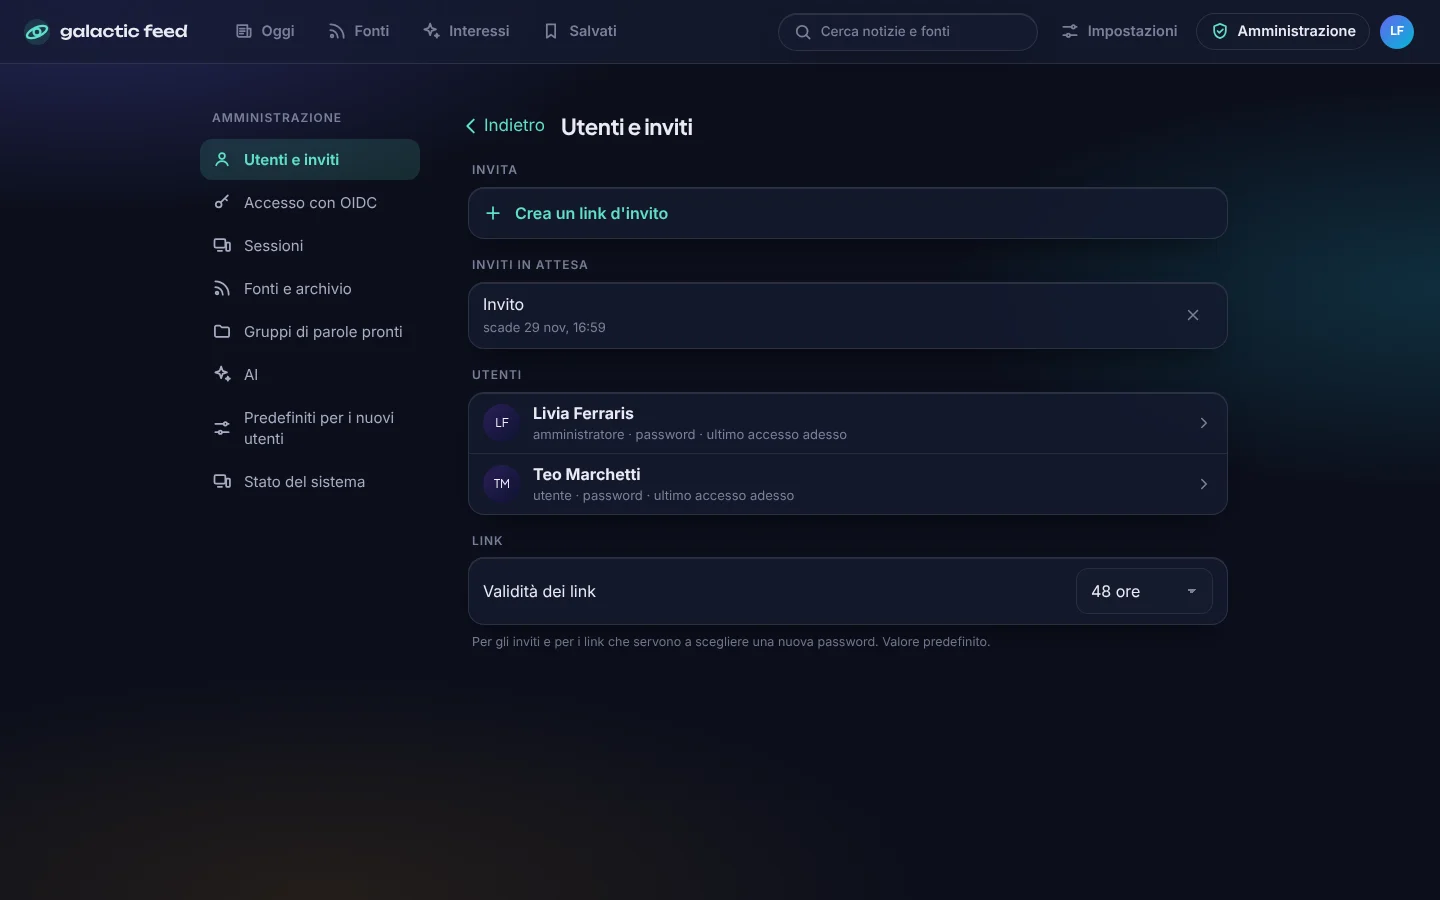 galactic feed
Oggi
Fonti
Interessi
Salvati
Cerca notizie e fonti
Impostazioni
Amministrazione
LF
AMMINISTRAZIONE
Utenti e inviti
Accesso con OIDC
Sessioni
Fonti e archivio
Gruppi di parole pronti
AI
Predefiniti per i nuovi
utenti
Stato del sistema
Indietro
Utenti e inviti
INVITA
Crea un link d'invito
INVITI IN ATTESA
Invito
scade 29 nov, 16:59
UTENTI
LF
Livia Ferraris
amministratore · password · ultimo accesso adesso
TM
Teo Marchetti
utente · password · ultimo accesso adesso
LINK
Validità dei link
48 ore
Per gli inviti e per i link che servono a scegliere una nuova password. Valore predefinito.